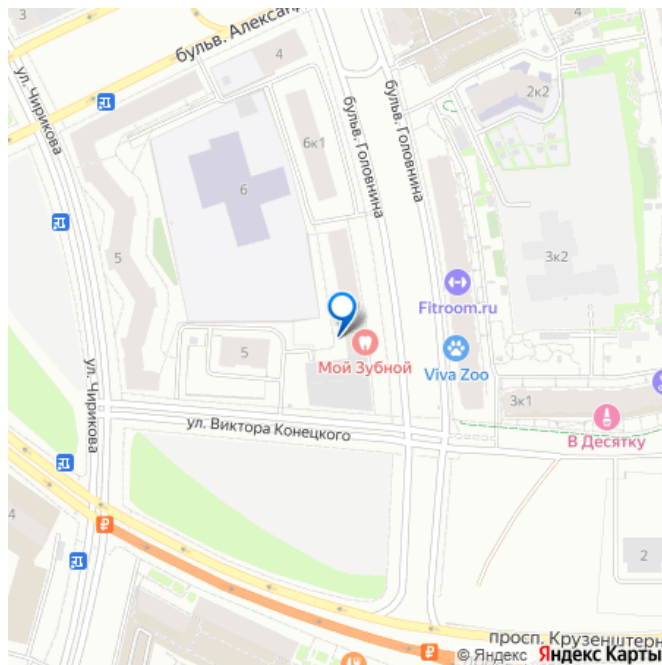 3
бульв. Алексан
4
4
ул. Чирикова
2к2
6к1
бульв. Головнина
бульв. Головнина
6
3к2
5
Fitroom.ru
5
Мой Зубной
Viva Zoo
ул. Чирикова
3к1
ул. Виктора Конецкого
В Десятку
4
2
просп. Крузенштерн
© Яндекс Яндекс Карты